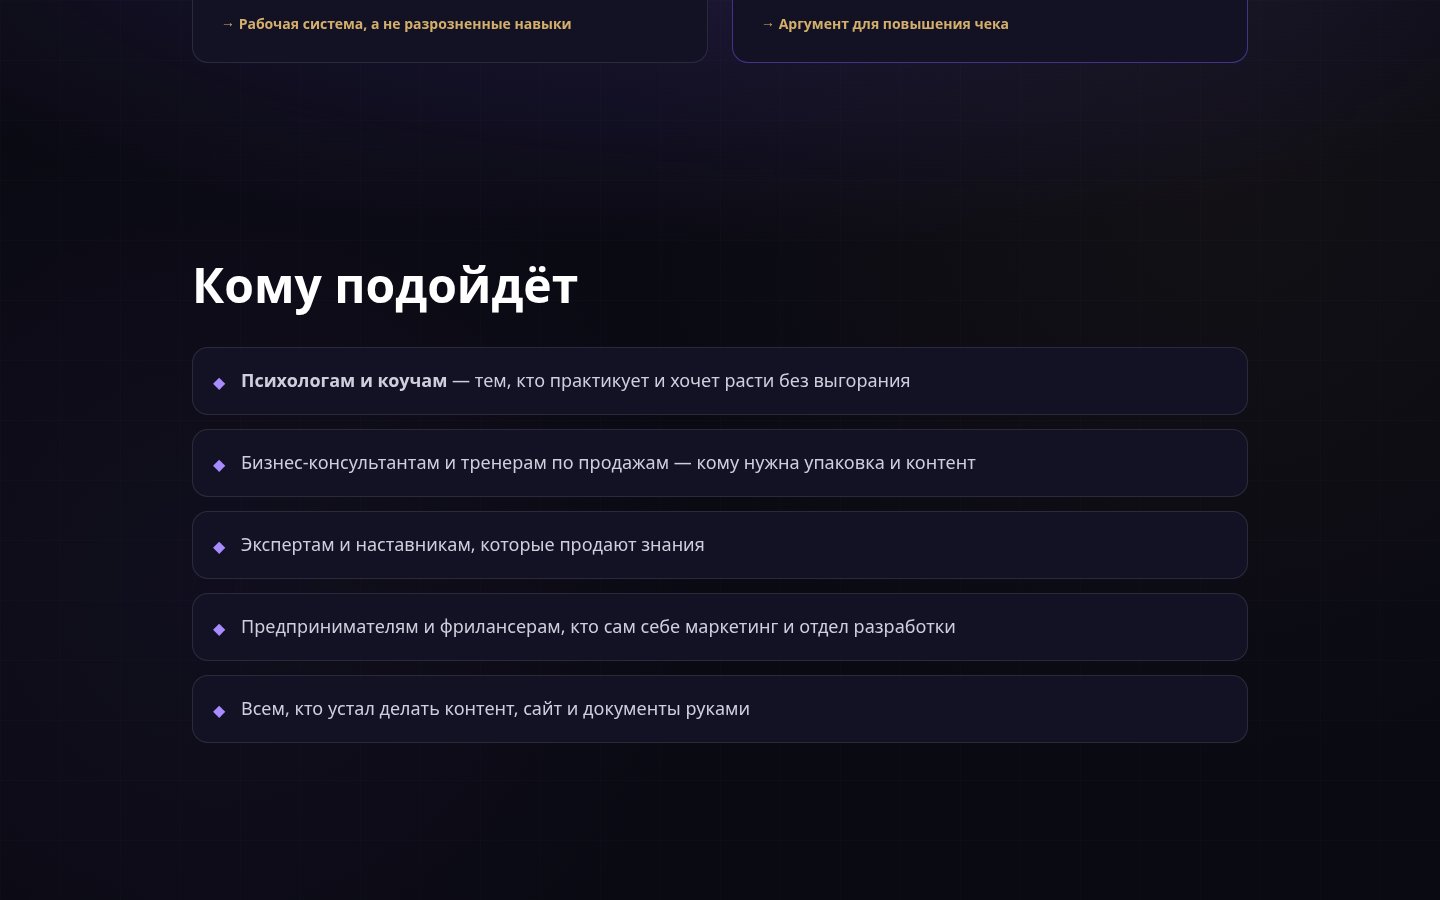 → Рабочая система, а не разрозненные навыки
→ Аргумент для повышения чека
Кому подойдёт
◆ Психологам и коучам — тем, кто практикует и хочет расти без выгорания
◆ Бизнес-консультантам и тренерам по продажам — кому нужна упаковка и контент
◆ Экспертам и наставникам, которые продают знания
◆ Предпринимателям и фрилансерам, кто сам себе маркетинг и отдел разработки
◆ Всем, кто устал делать контент, сайт и документы руками